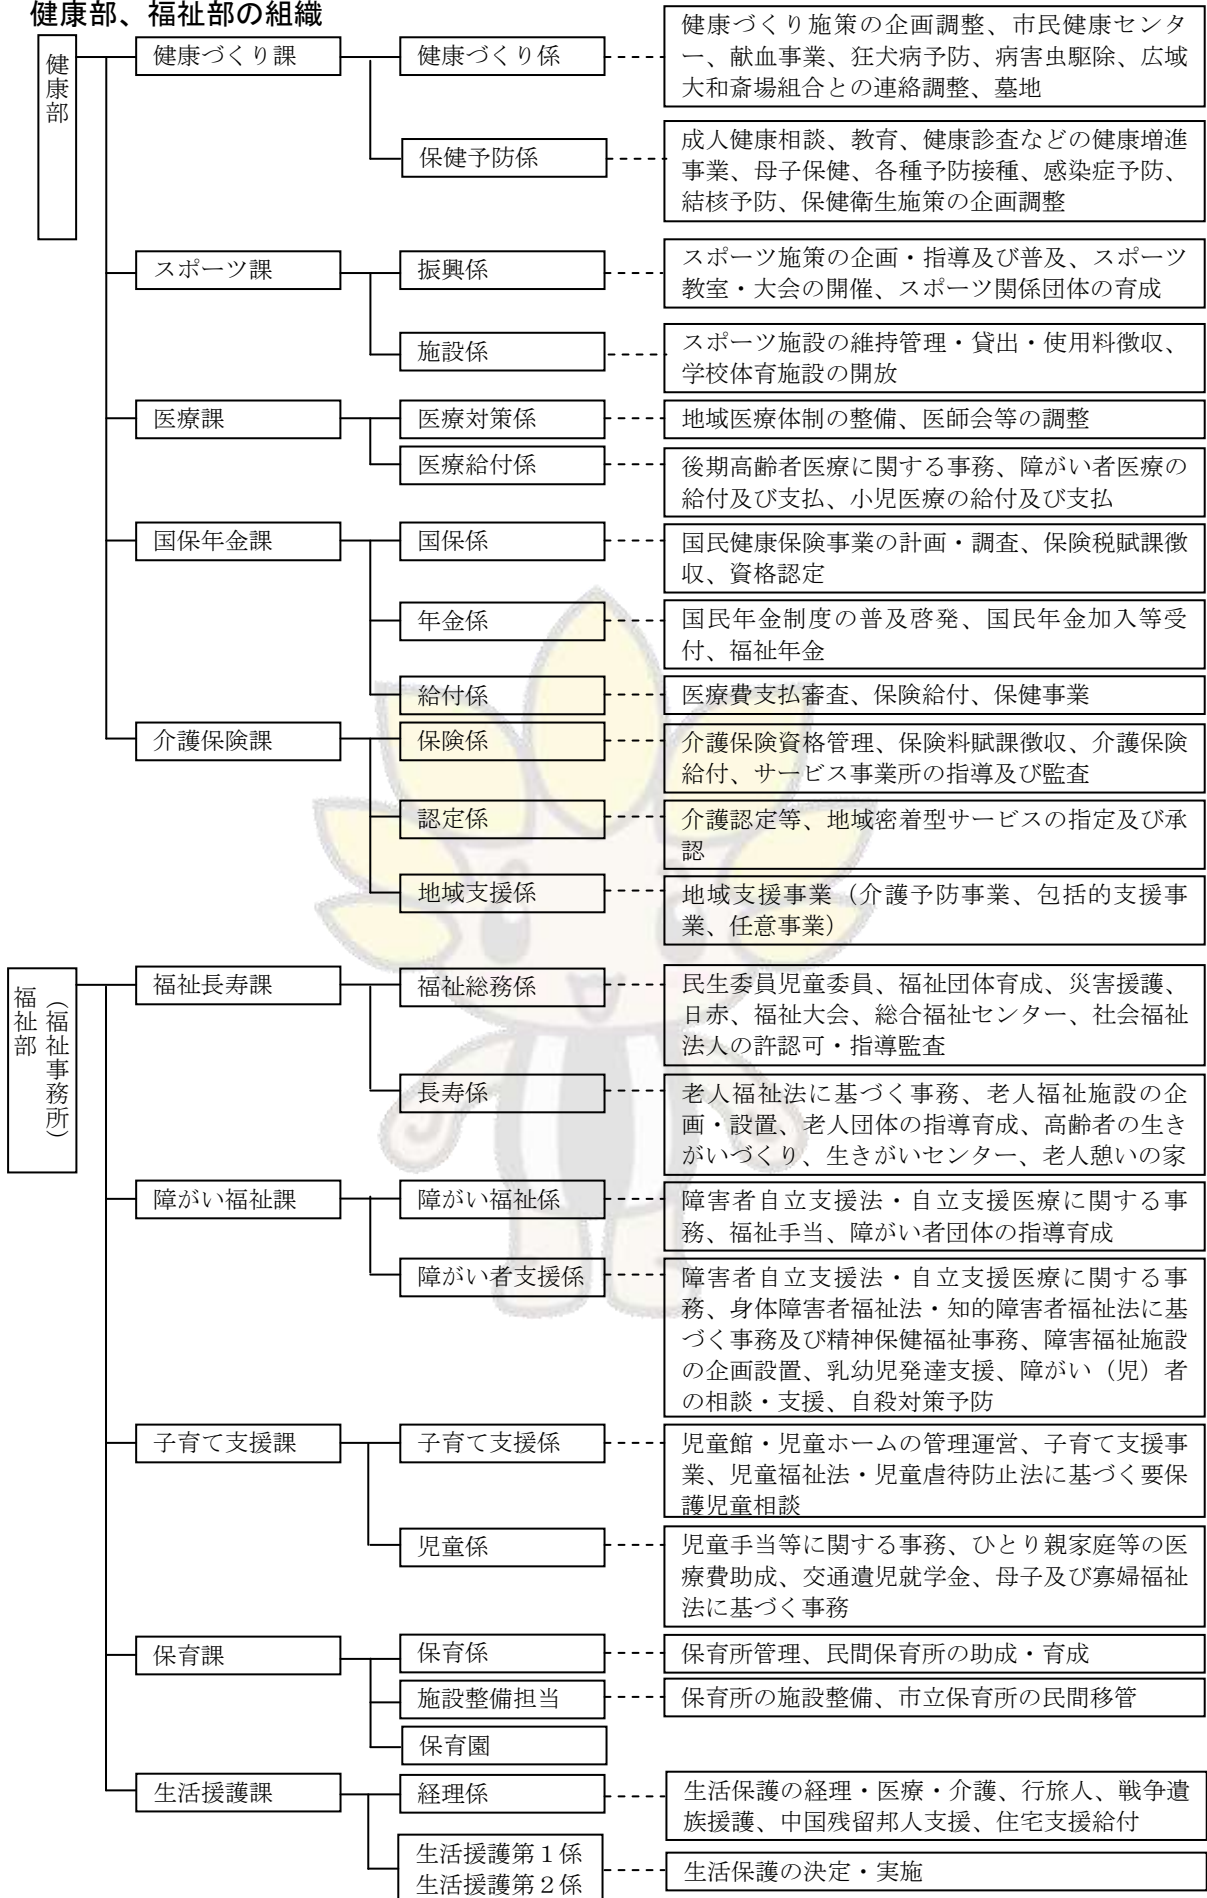 健康部、福祉部の組織
健康部
健康づくり課
健康づくり係
健康づくり施策の企画調整、市民健康センタ
ー、献血事業、狂犬病予防、病害虫駆除、広域
大和斎場組合との連絡調整、墓地
保健予防係
成人健康相談、教育、健康診査などの健康増進
事業、母子保健、各種予防接種、感染症予防、
結核予防、保健衛生施策の企画調整
スポーツ課
振興係
スポーツ施策の企画・指導及び普及、スポーツ
教室・大会の開催、スポーツ関係団体の育成
施設係
スポーツ施設の維持管理・貸出・使用料徴収、
学校体育施設の開放
医療課
医療対策係
地域医療体制の整備、医師会等の調整
医療給付係
後期高齢者医療に関する事務、障がい者医療の
給付及び支払、小児医療の給付及び支払
国保年金課
国保係
国民健康保険事業の計画・調査、保険税賦課徴
収、資格認定
年金係
国民年金制度の普及啓発、国民年金加入等受
付、福祉年金
給付係
医療費支払審査、保険給付、保健事業
介護保険課
保険係
介護保険資格管理、保険料賦課徴収、介護保険
給付、サービス事業所の指導及び監査
認定係
介護認定等、地域密着型サービスの指定及び承
認
地域支援係
地域支援事業（介護予防事業、包括的支援事
業、任意事業）
福祉部
（福祉事務所）
福祉長寿課
福祉総務係
民生委員児童委員、福祉団体育成、災害援護、
日赤、福祉大会、総合福祉センター、社会福祉
法人の許認可・指導監査
長寿係
老人福祉法に基づく事務、老人福祉施設の企
画・設置、老人団体の指導育成、高齢者の生き
がいづくり、生きがいセンター、老人憩いの家
障がい福祉課
障がい福祉係
障害者自立支援法・自立支援医療に関する事
務、福祉手当、障がい者団体の指導育成
障がい者支援係
障害者自立支援法・自立支援医療に関する事
務、身体障害者福祉法・知的障害者福祉法に基
づく事務及び精神保健福祉事務、障害福祉施設
の企画設置、乳幼児発達支援、障がい（児）者
の相談・支援、自殺対策予防
子育て支援課
子育て支援係
児童館・児童ホームの管理運営、子育て支援事
業、児童福祉法・児童虐待防止法に基づく要保
護児童相談
児童係
児童手当等に関する事務、ひとり親家庭等の医
療費助成、交通遺児就学金、母子及び寡婦福祉
法に基づく事務
保育課
保育係
保育所管理、民間保育所の助成・育成
施設整備担当
保育所の施設整備、市立保育所の民間移管
保育園
生活援護課
経理係
生活保護の経理・医療・介護、行旅人、戦争遺
族援護、中国残留邦人支援、住宅支援給付
生活援護第１係
生活援護第２係
生活保護の決定・実施